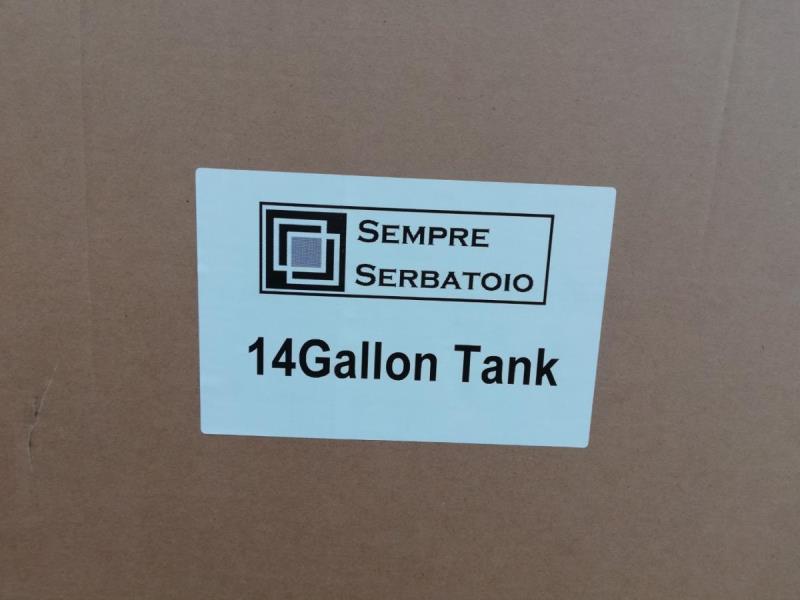 SEMPRE
SERBATOIO
14Gallon Tank